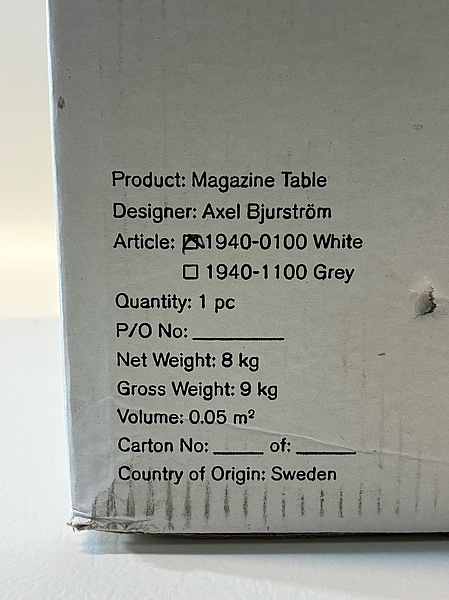 Product: Magazine Table
Designer: Axel Bjurström
Article: ☒ 1940-0100 White
☐ 1940-1100 Grey
Quantity: 1 pc
P/O No: ________
Net Weight: 8 kg
Gross Weight: 9 kg
Volume: 0.05 m²
Carton No: ____ of: _____
Country of Origin: Sweden